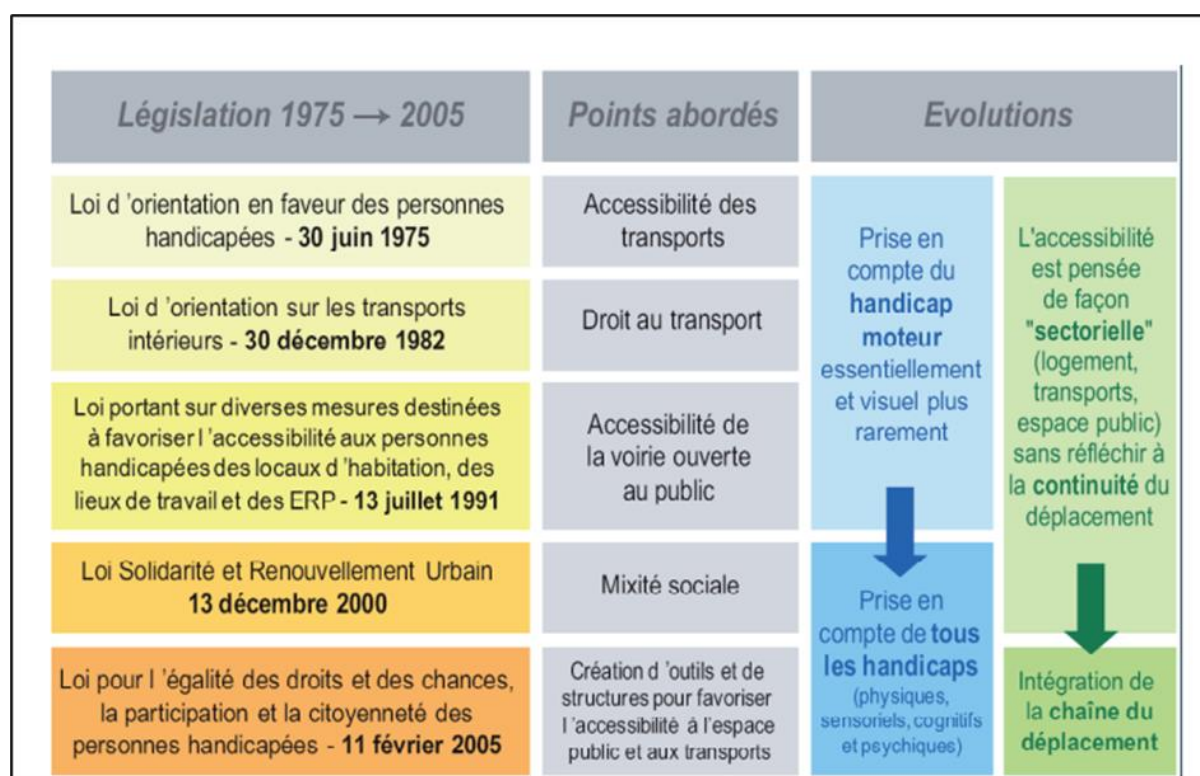 Législation 1975 → 2005
Points abordés
Evolutions
Loi d 'orientation en faveur des personnes
handicapées - 30 juin 1975
Accessibilité des
transports
Loi d 'orientation sur les transports
intérieurs - 30 décembre 1982
Droit au transport
Loi portant sur diverses mesures destinées
à favoriser l 'accessibilité aux personnes
handicapées des locaux d 'habitation, des
lieux de travail et des ERP - 13 juillet 1991
Accessibilité de
la voirie ouverte
au public
Loi Solidarité et Renouvellement Urbain
13 décembre 2000
Mixité sociale
Loi pour l 'égalité des droits et des chances,
la participation et la citoyenneté des
personnes handicapées - 11 février 2005
Création d 'outils et de
structures pour favoriser
l 'accessibilité à l'espace
public et aux transports
Prise en
compte du
handicap
moteur
essentiellement
et visuel plus
rarement
Prise en
compte de tous
les handicaps
(physiques,
sensoriels, cognitifs
et psychiques)
L'accessibilité
est pensée
de façon
"sectorielle"
(logement,
transports,
espace public)
sans réfléchir à
la continuité du
déplacement
Intégration de
la chaîne du
déplacement